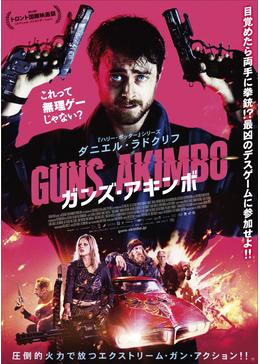 トロント国際映画祭
目覚めたら両手に拳銃!?最凶のデスゲームに参加せよ!!
これって
無理ゲー
じゃない?
『ハリー・ポッター』シリーズ
ダニエル・ラドクリフ
GUNS AKIMBO
ガンズ・アキンボ
guns-akimbo.jp
圧倒的火力で放つエクストリーム・ガン・アクション!!